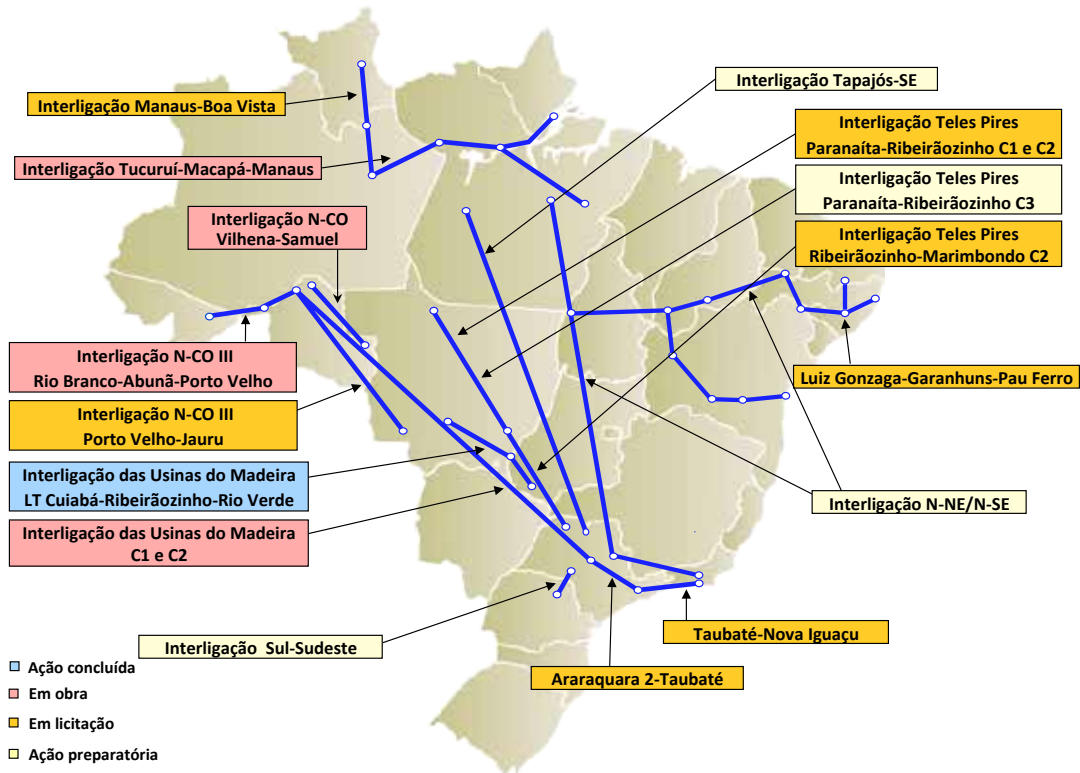 Interligação Tapajós-SE
Interligação Manaus-Boa Vista
Interligação Teles Pires
Paranaíta-Ribeirãozinho C1 e C2
Interligação Tucuruí-Macapá-Manaus
Interligação Teles Pires
Paranaíta-Ribeirãozinho C3
Interligação N-CO
Vilhena-Samuel
Interligação Teles Pires
Ribeirãozinho-Marimbondo C2
Interligação N-CO III
Rio Branco-Abunã-Porto Velho
Luiz Gonzaga-Garanhuns-Pau Ferro
Interligação N-CO III
Porto Velho-Jauru
Interligação das Usinas do Madeira
LT Cuiabá-Ribeirãozinho-Rio Verde
Interligação N-NE/N-SE
Interligação das Usinas do Madeira
C1 e C2
Taubaté-Nova Iguaçu
Interligação Sul-Sudeste
Araraquara 2-Taubaté
Ação concluída
Em obra
Em licitação
Ação preparatória